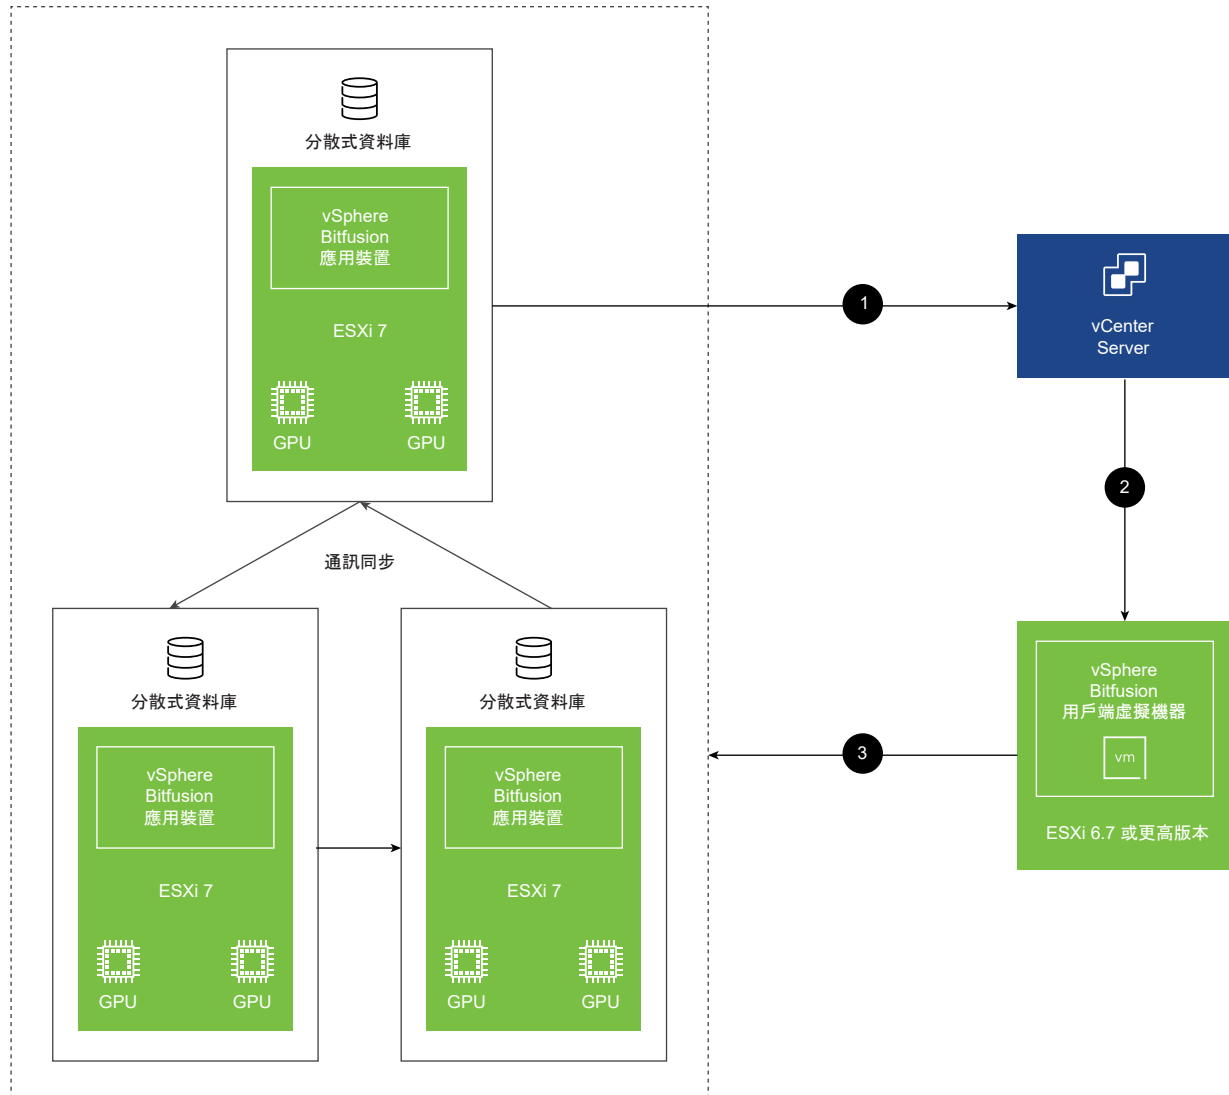 分散式資料庫
vSphere
Bitfusion
應用裝置
ESXi 7
GPU
GPU
1
vCenter
Server
2
通訊同步
分散式資料庫
vSphere
Bitfusion
應用裝置
ESXi 7
GPU
GPU
分散式資料庫
vSphere
Bitfusion
應用裝置
ESXi 7
GPU
GPU
3
vSphere
Bitfusion
用戶端虛擬機器
vm
ESXi 6.7 或更高版本